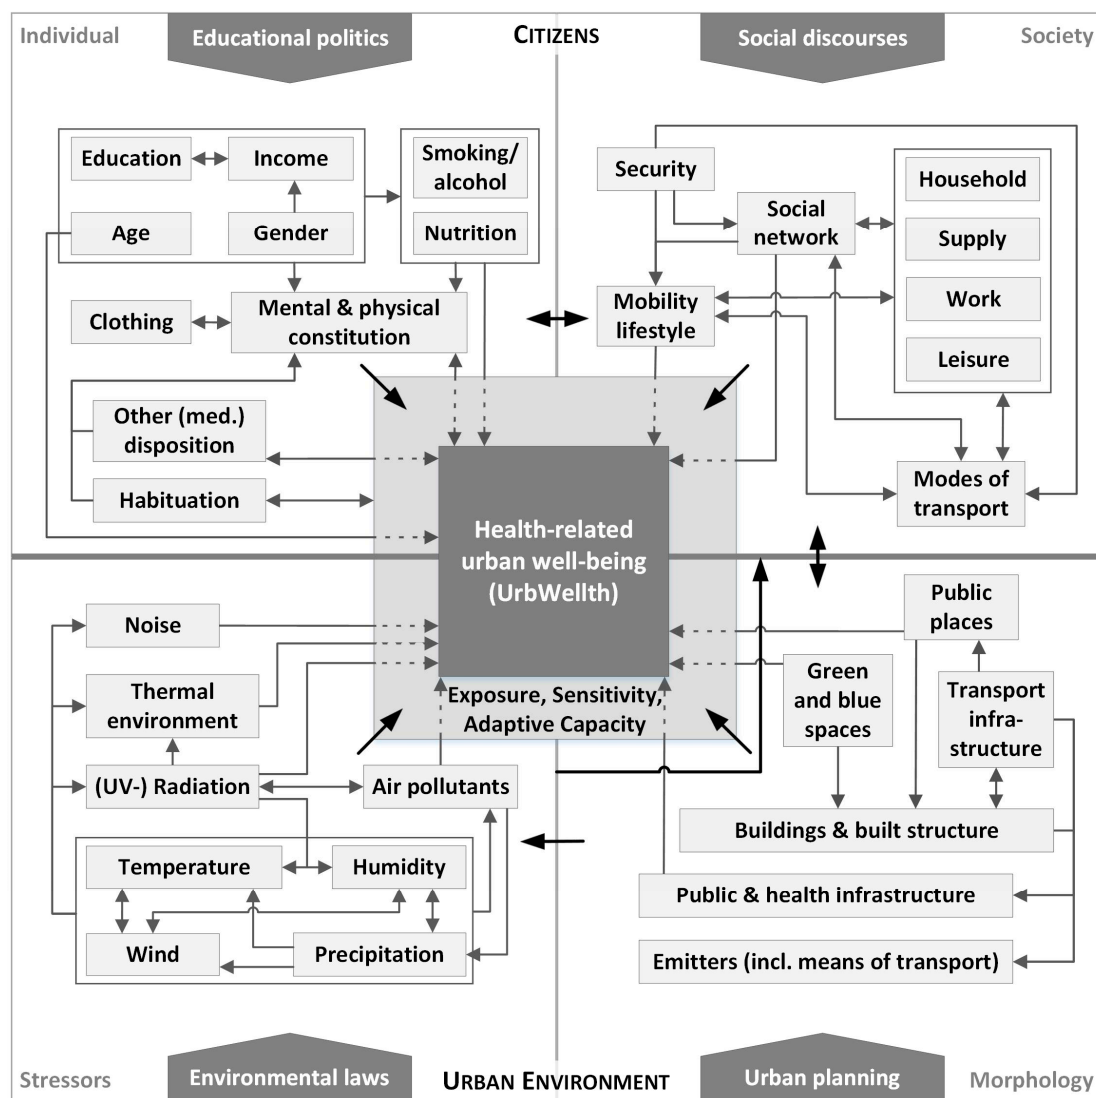 Individual
Educational politics
CITIZENS
Social discourses
Society
Education
Income
Age
Gender
Smoking/
alcohol
Nutrition
Clothing
Mental & physical
constitution
Other (med.)
disposition
Habituation
Security
Social
network
Mobility
lifestyle
Household
Supply
Work
Leisure
Modes of
transport
Health-related
urban well-being
(UrbWellth)
Exposure, Sensitivity,
Adaptive Capacity
Noise
Thermal
environment
(UV-) Radiation
Air pollutants
Temperature
Humidity
Wind
Precipitation
Public
places
Green
and blue
spaces
Transport
infra-
structure
Buildings & built structure
Public & health infrastructure
Emitters (incl. means of transport)
Stressors
Environmental laws
URBAN ENVIRONMENT
Urban planning
Morphology